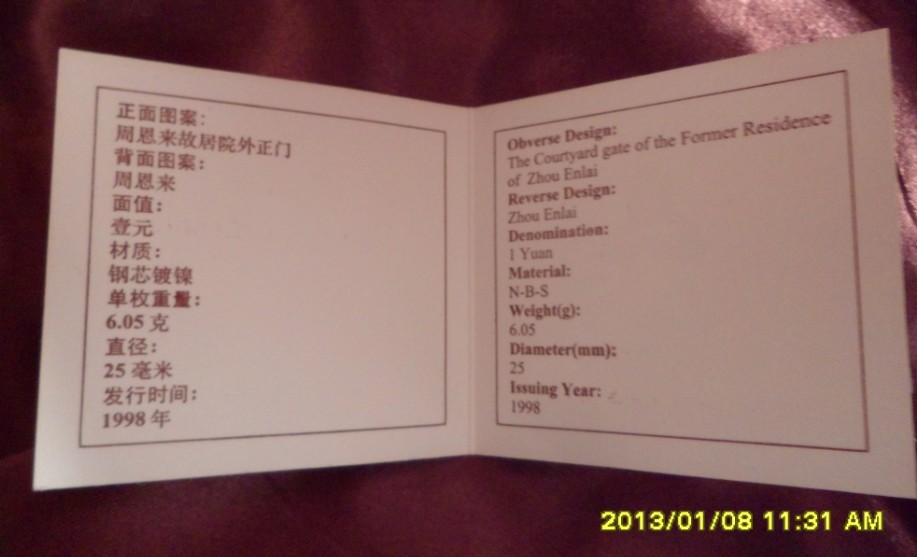 正面图案:
周恩来故居院外正门
背面图案:
周恩来
面值:
壹元
材质:
钢芯镀镍
单枚重量:
6.05 克
直径:
25 毫米
发行时间:
1998 年
Obverse Design:
The Courtyard gate of the Former Residence
of Zhou Enlai
Reverse Design:
Zhou Enlai
Denomination:
1 Yuan
Material:
N-B-S
Weight(g):
6.05
Diameter(mm):
25
Issuing Year:
1998
2013/01/08 11:31 AM